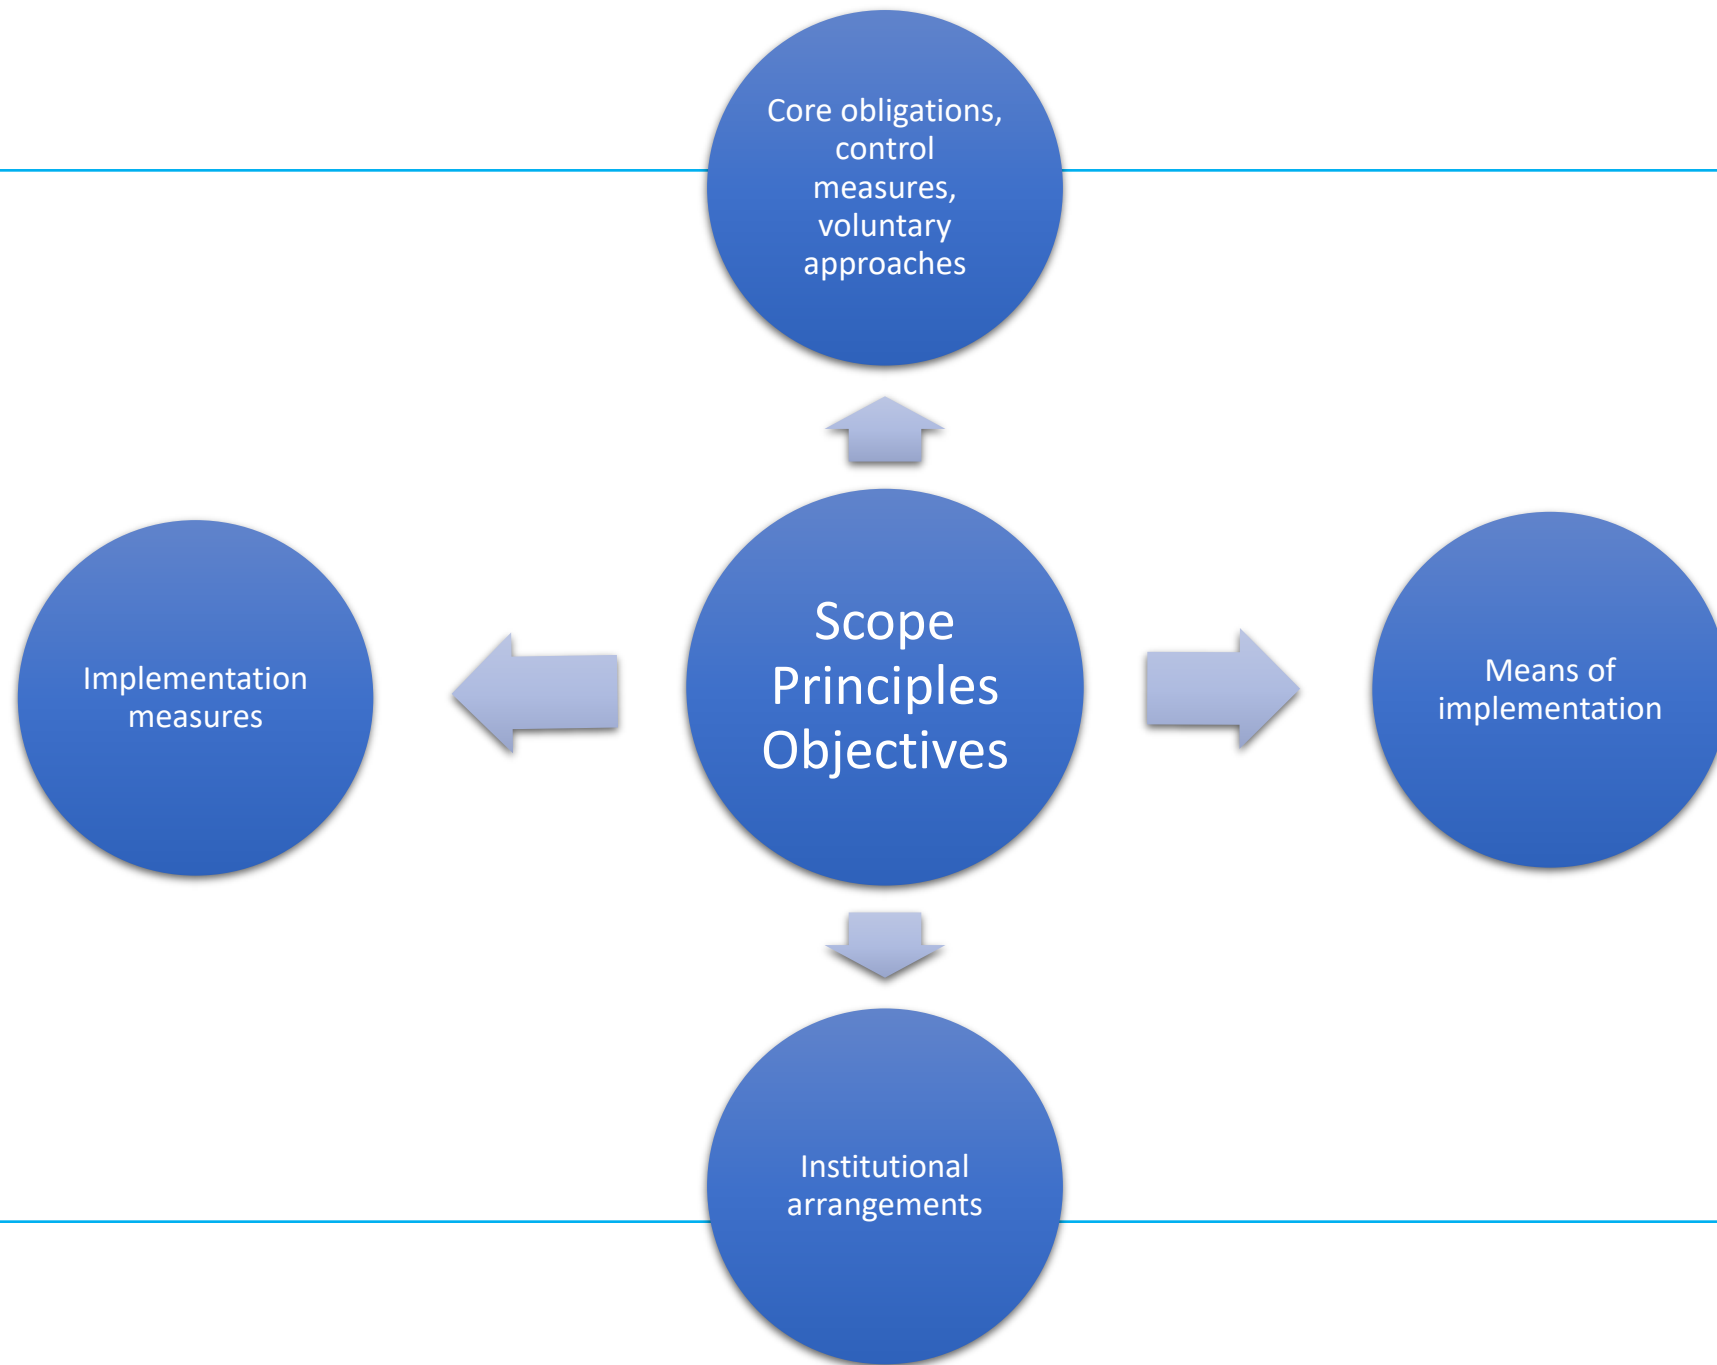 Core obligations,
control
measures,
voluntary
approaches
Scope
Principles
Objectives
Implementation
measures
Means of
implementation
Institutional
arrangements